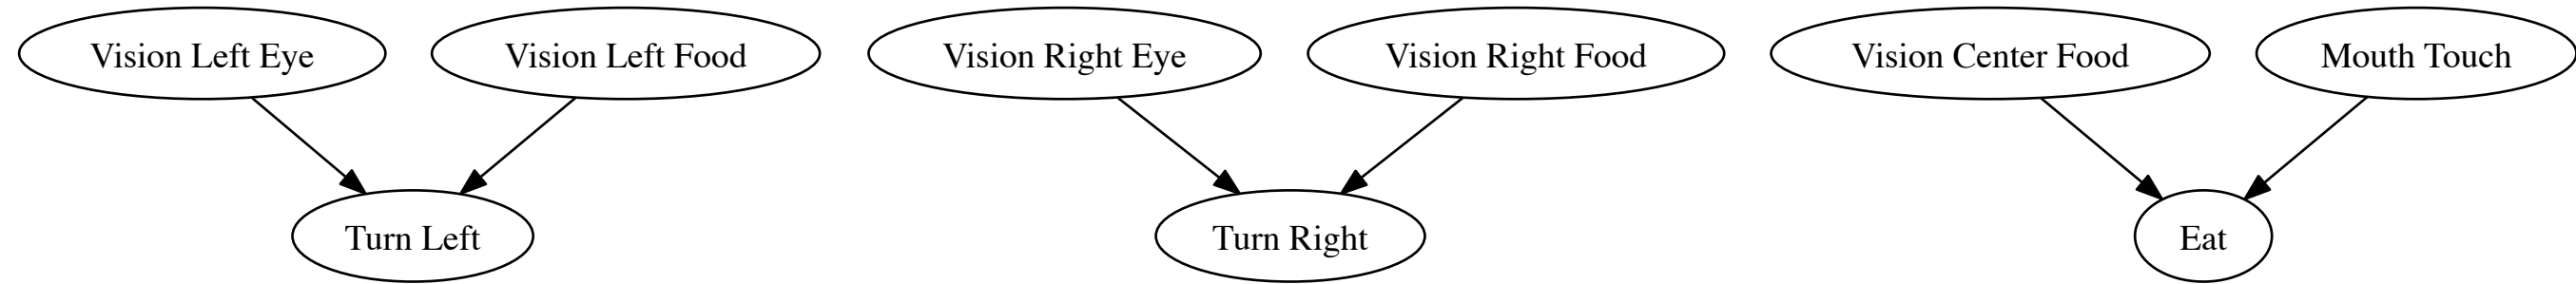 Vision Left Eye
Vision Left Food
Vision Right Eye
Vision Right Food
Vision Center Food
Mouth Touch
Turn Left
Turn Right
Eat